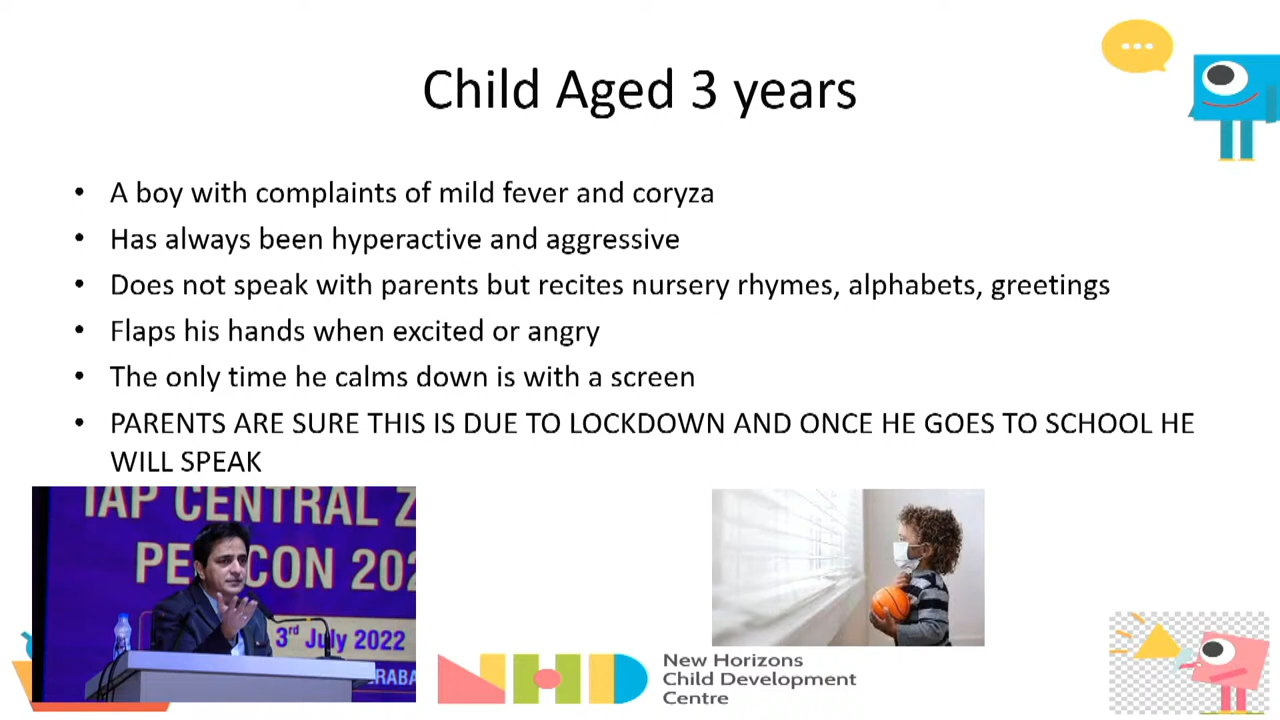 Child Aged 3 years
• A boy with complaints of mild fever and coryza
• Has always been hyperactive and aggressive
• Does not speak with parents but recites nursery rhymes, alphabets, greetings
• Flaps his hands when excited or angry
• The only time he calms down is with a screen
• PARENTS ARE SURE THIS IS DUE TO LOCKDOWN AND ONCE HE GOES TO SCHOOL HE
WILL SPEAK
IAP CENTRAL Z
3rd July 2022
NHD
New Horizons
Child Development
Centre